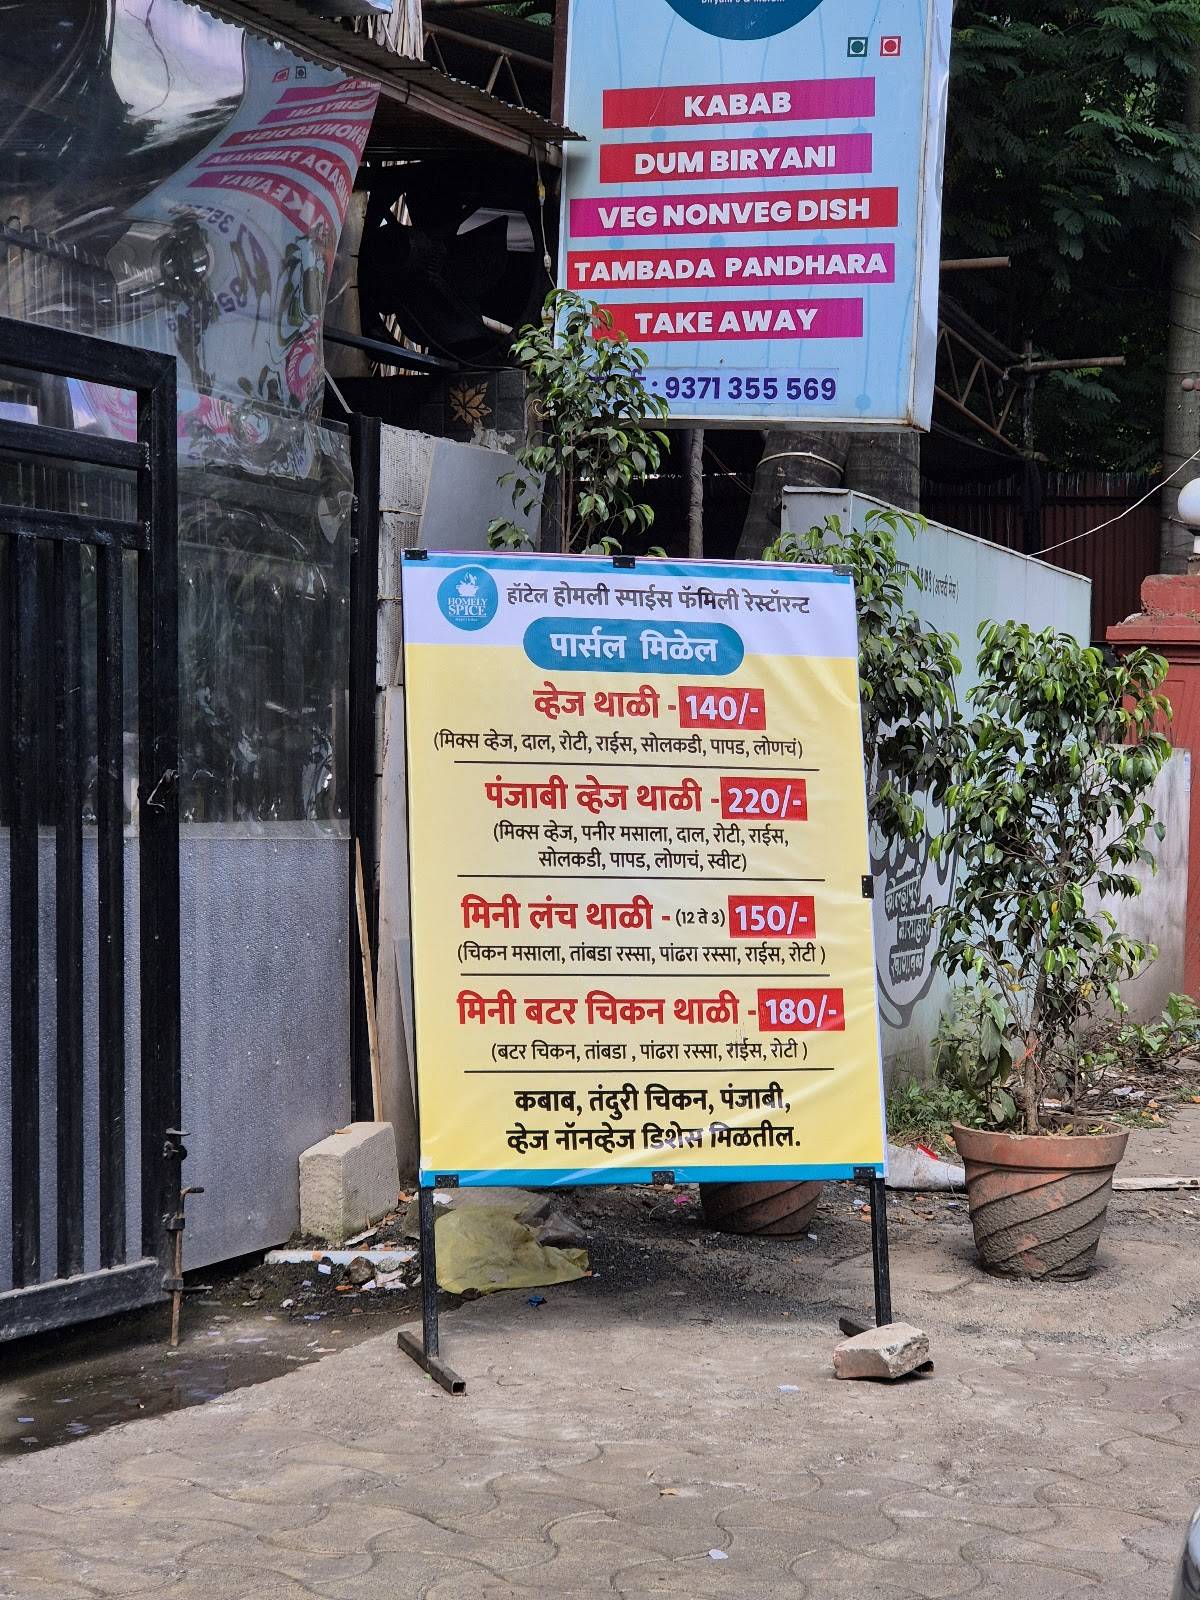 KABAB
DUM BIRYANI
VEG NONVEG DISH
TAMBADA PANDHARA
TAKE AWAY
: 9371 355 569
HOMELY
SPICE
हॉटेल होमली स्पाईस फॅमिली रेस्टॉरन्ट
पार्सल मिळेल
व्हेज थाळी - 140/-
(मिक्स व्हेज, दाल, रोटी, राईस, सोलकडी, पापड, लोणचं)
पंजाबी व्हेज थाळी - 220/-
(मिक्स व्हेज, पनीर मसाला, दाल, रोटी, राईस,
सोलकडी, पापड, लोणचं, स्वीट)
मिनी लंच थाळी - (12 ते 3) 150/-
(चिकन मसाला, तांबडा रस्सा, पांढरा रस्सा, राईस, रोटी )
मिनी बटर चिकन थाळी - 180/-
(बटर चिकन, तांबडा , पांढरा रस्सा, राईस, रोटी )
कबाब, तंदुरी चिकन, पंजाबी,
व्हेज नॉनव्हेज डिशेस मिळतील.
कोल्हापुरी